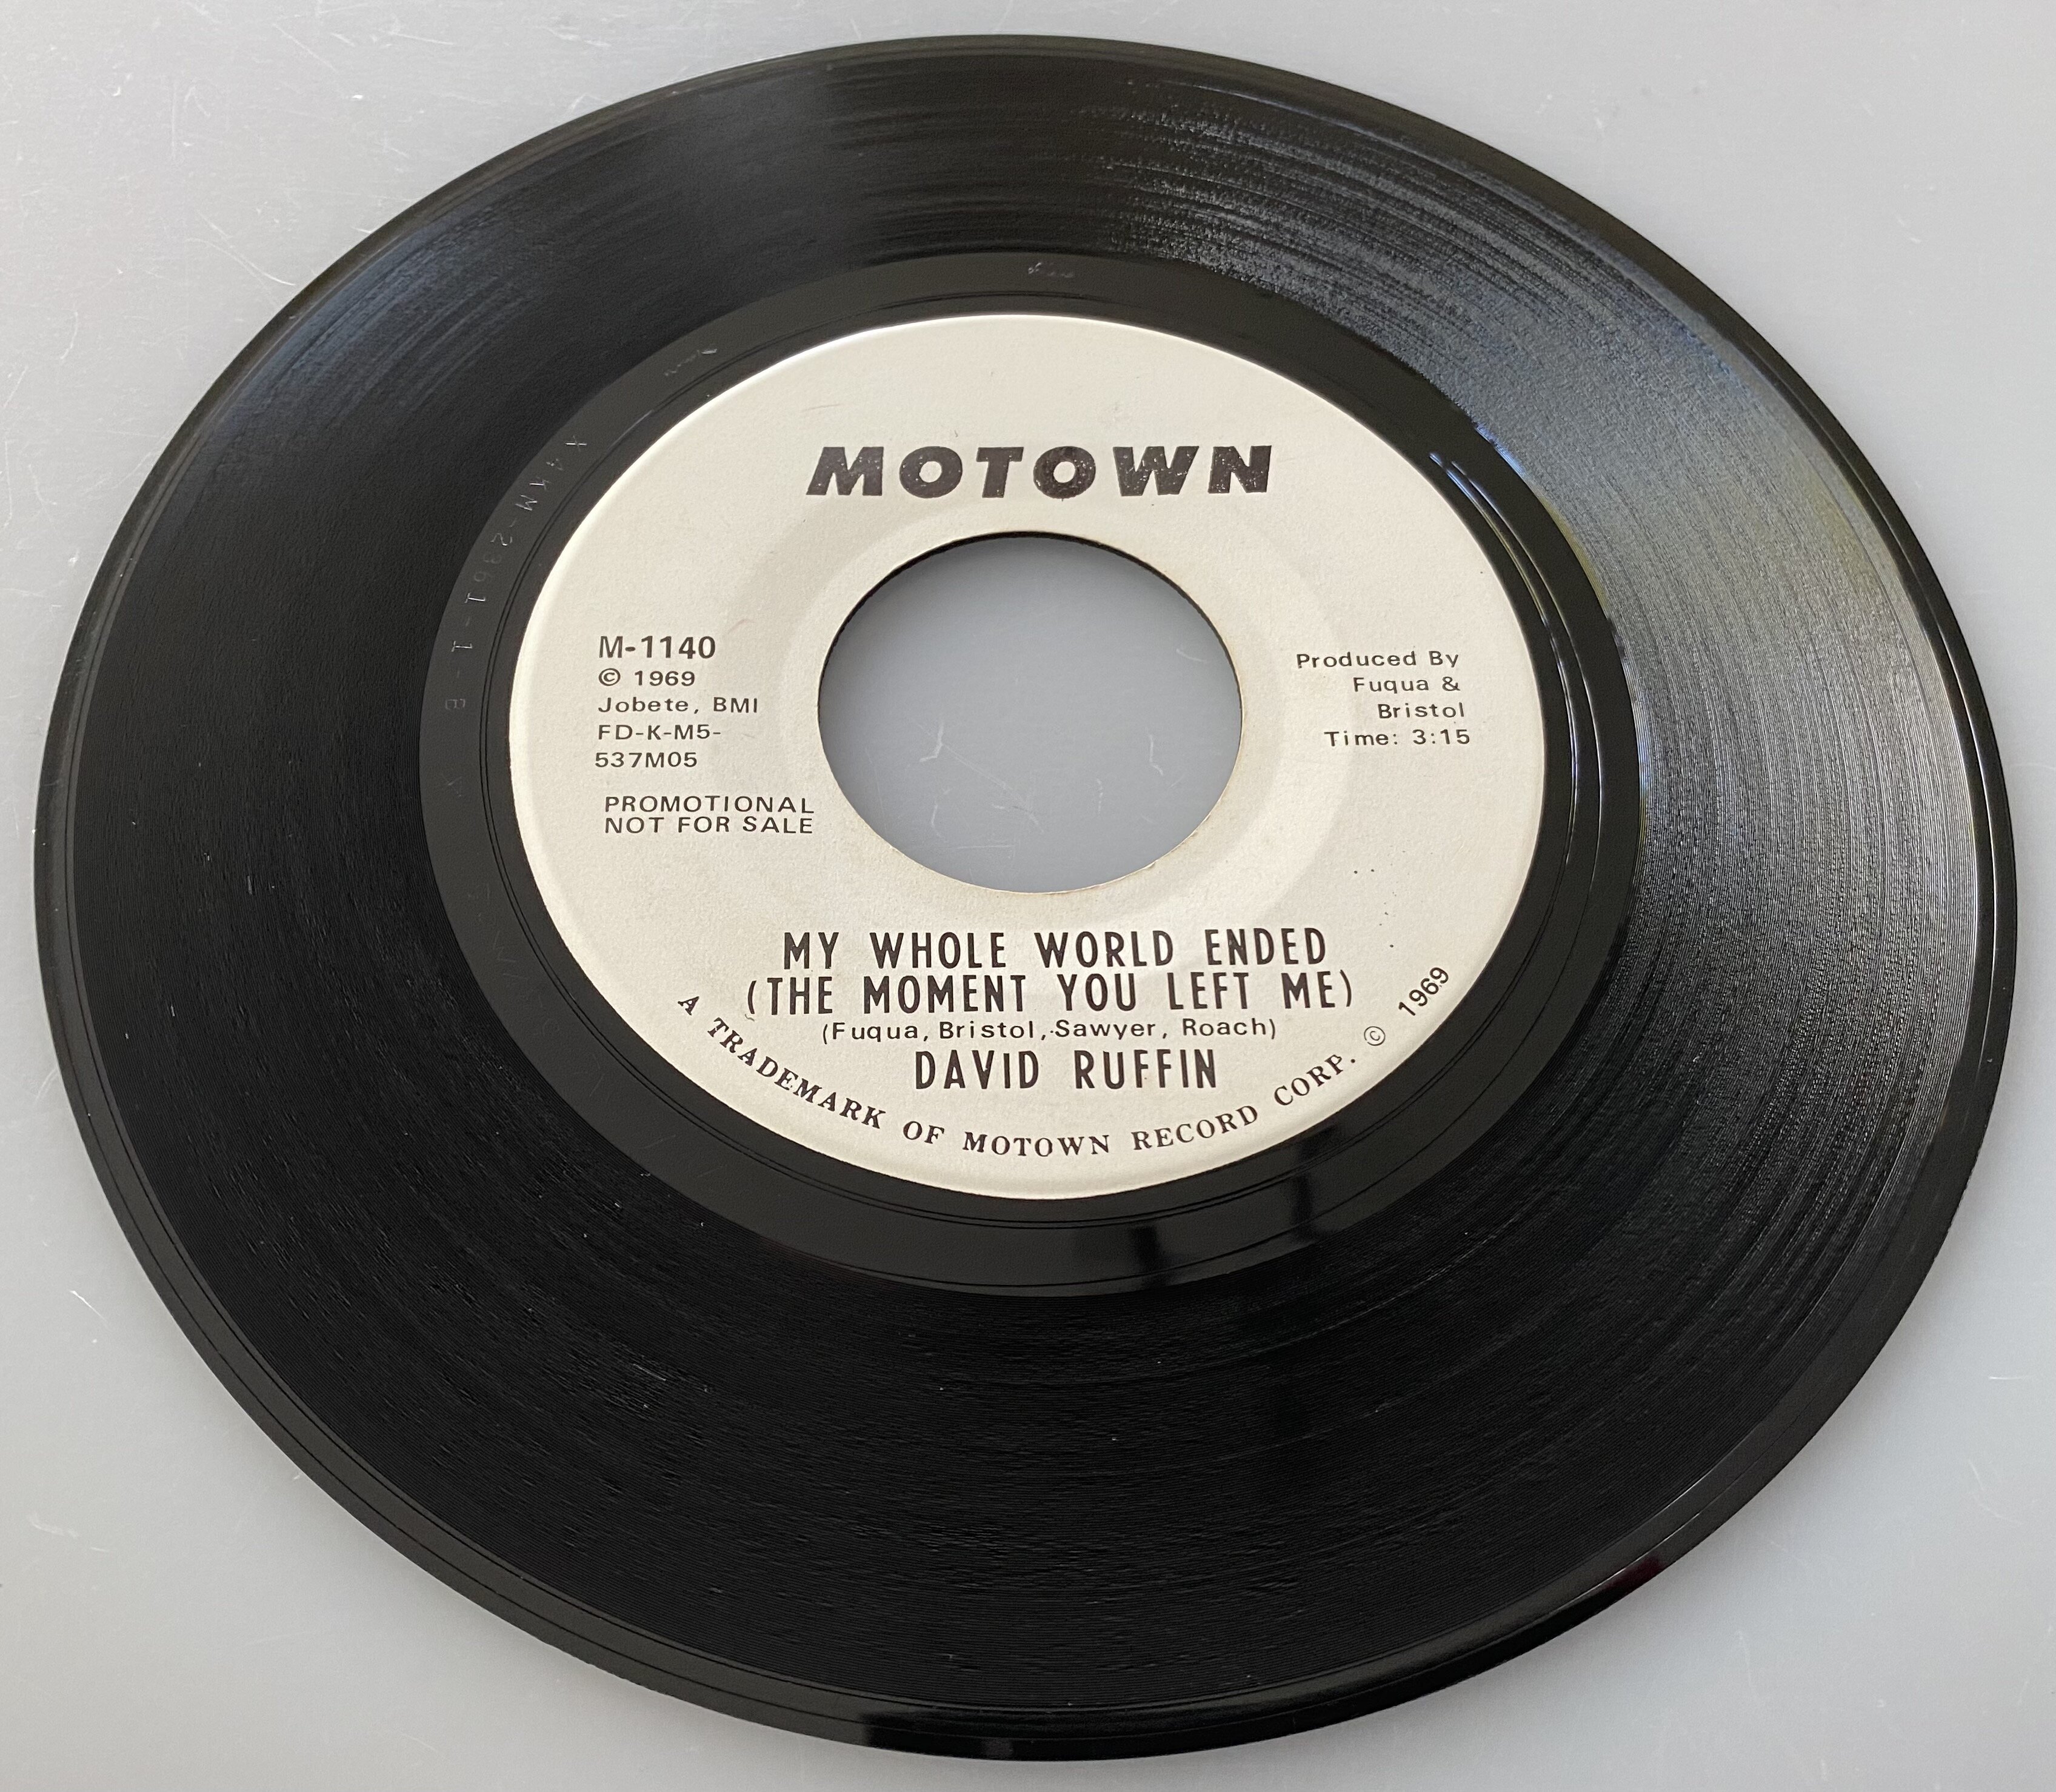 MOTOWN
M-1140
© 1969
Jobete, BMI
FD-K-M5-
537M05
PROMOTIONAL
NOT FOR SALE
Produced By
Fuqua &
Bristol
Time: 3:15
MY WHOLE WORLD ENDED
(THE MOMENT YOU LEFT ME)
(Fuqua, Bristol, Sawyer, Roach)
DAVID RUFFIN
A TRADEMARK OF MOTOWN RECORD CORP. © 1969